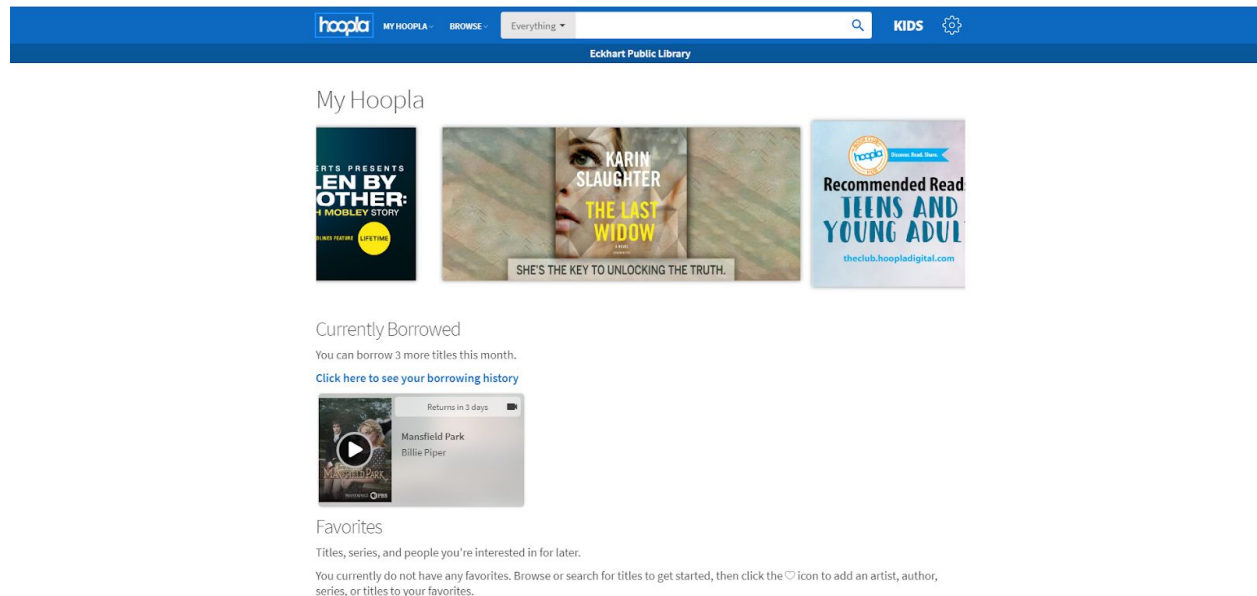 hoopla MY HOOPLA BROWSE Everything KIDS
Eckhart Public Library
My Hoopla
ERTS PRESENTS
LEN BY
OTHER:
H MOBLEY STORY
LIFETIME
KARIN
SLAUGHTER
THE LAST
WIDOW
A NOVEL
SHE'S THE KEY TO UNLOCKING THE TRUTH.
hoopla Discover. Read. Share.
Recommended Read
TEENS AND
YOUNG ADUL
theclub.hoopladigital.com
Currently Borrowed
You can borrow 3 more titles this month.
Click here to see your borrowing history
Returns in 3 days
Mansfield Park
Billie Piper
MANSFIELD PARK
MASTERPIECE PBS
Favorites
Titles, series, and people you're interested in for later.
You currently do not have any favorites. Browse or search for titles to get started, then click the ♡ icon to add an artist, author,
series, or titles to your favorites.